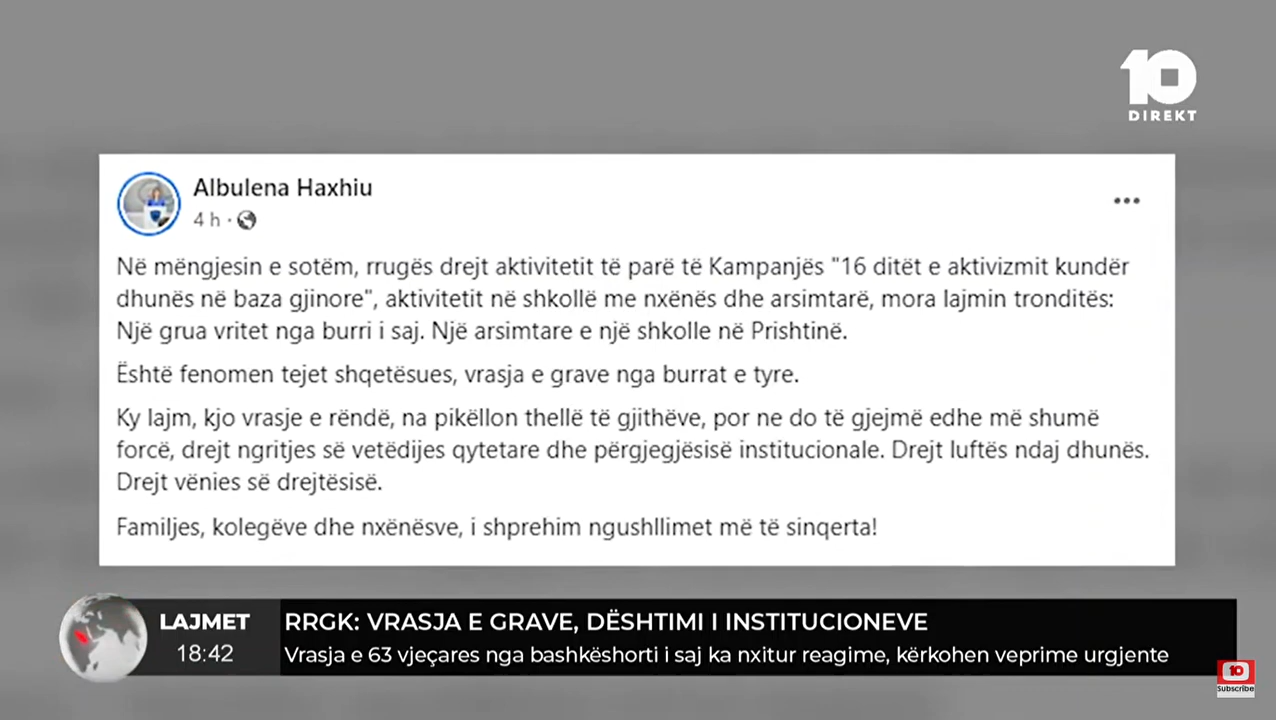 10
DIREKT
Albulena Haxhiu
4 h ·
Në mëngjesin e sotëm, rrugës drejt aktivitetit të parë të Kampanjës "16 ditët e aktivizmit kundër
dhunës në baza gjinore", aktivitetit në shkollë me nxënës dhe arsimtarë, mora lajmin tronditës:
Një grua vritet nga burri i saj. Një arsimtare e një shkolle në Prishtinë.
Është fenomen tejet shqetësues, vrasja e grave nga burrat e tyre.
Ky lajm, kjo vrasje e rëndë, na pikëllon thellë të gjithëve, por ne do të gjejmë edhe më shumë
forcë, drejt ngritjes së vetëdijes qytetare dhe përgjegjësisë institucionale. Drejt luftës ndaj dhunës.
Drejt vënies së drejtësisë.
Familjes, kolegëve dhe nxënësve, i shprehim ngushllimet më të sinqerta!
LAJMET
18:42
RRGK: VRASJA E GRAVE, DËSHTIMI I INSTITUCIONEVE
Vrasja e 63 vjeçares nga bashkëshorti i saj ka nxitur reagime, kërkohen veprime urgjente
10
Subscribe